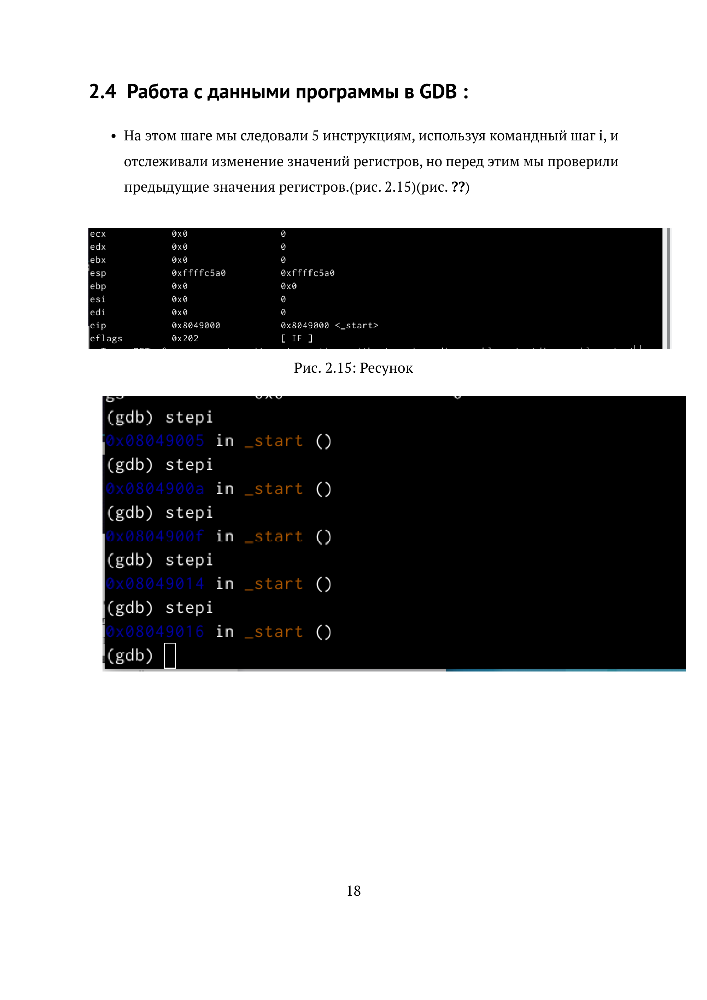 2.4 Работа с данными программы в GDB :
• На этом шаге мы следовали 5 инструкциям, используя командный шаг i, и
отслеживали изменение значений регистров, но перед этим мы проверили
предыдущие значения регистров.(рис. 2.15)(рис. ??)
ecx 0x0 0
edx 0x0 0
ebx 0x0 0
esp 0xffffc5a0 0xffffc5a0
ebp 0x0 0x0
esi 0x0 0
edi 0x0 0
eip 0x8049000 0x8049000 <_start>
eflags 0x202 [ IF ]
Рис. 2.15: Ресунок
gs 0x0 0
(gdb) stepi
0x08049005 in _start ()
(gdb) stepi
0x0804900a in _start ()
(gdb) stepi
0x0804900f in _start ()
(gdb) stepi
0x08049014 in _start ()
(gdb) stepi
0x08049016 in _start ()
(gdb)
18